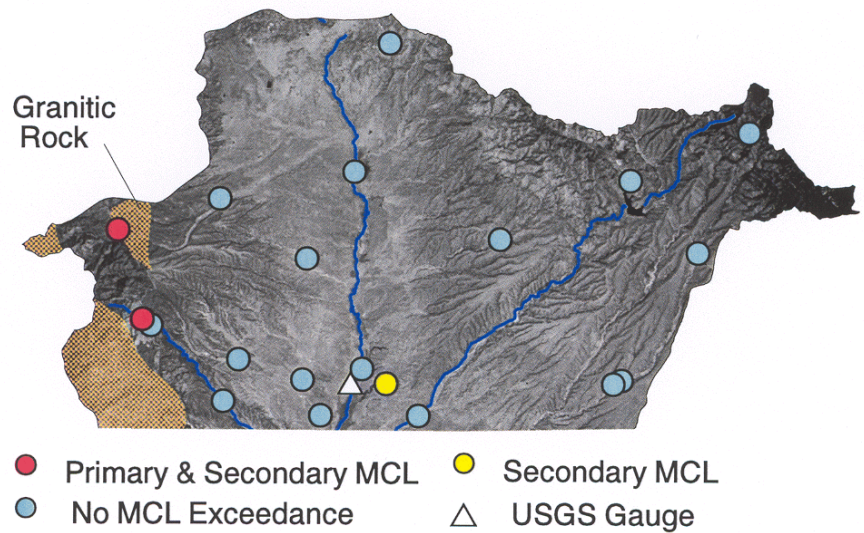 Granitic
Rock
Primary & Secondary MCL
Secondary MCL
No MCL Exceedance
USGS Gauge